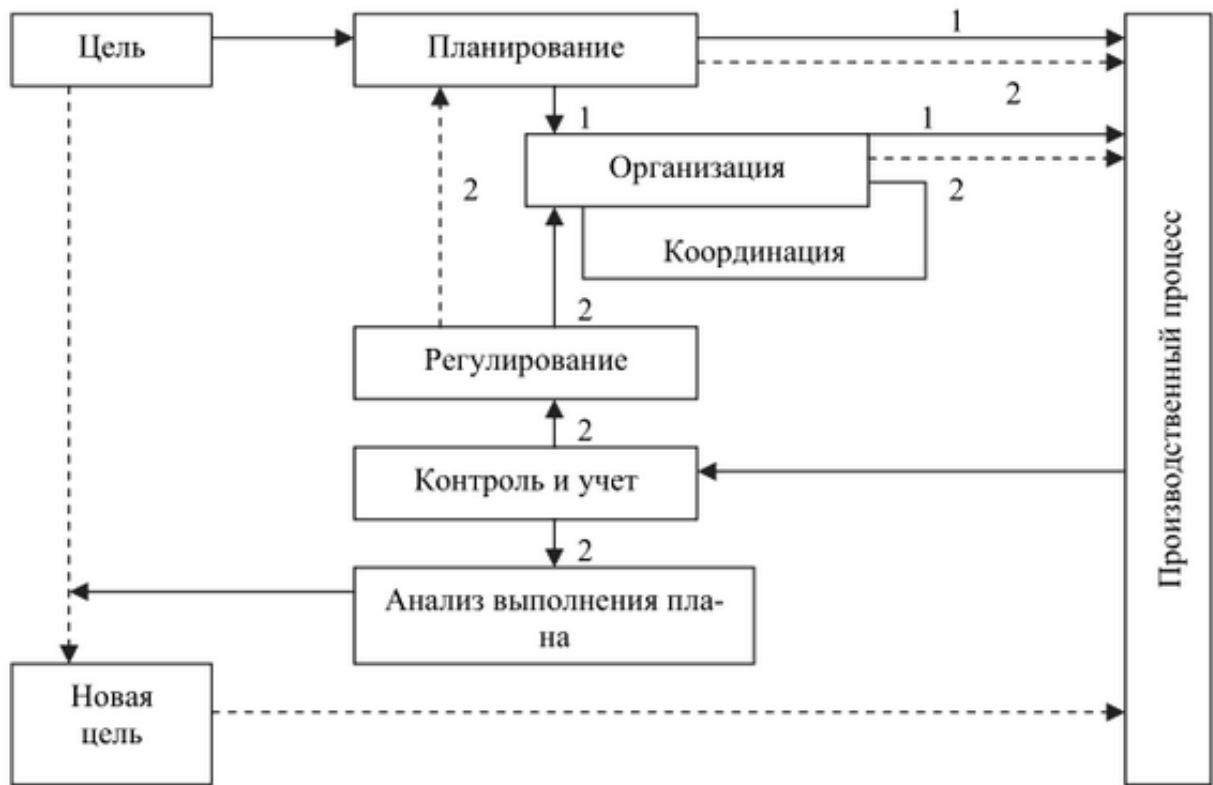 Цель
Планирование
1
2
1
1
Организация
2
2
Координация
2
Регулирование
2
Контроль и учет
2
Анализ выполнения пла-
на
Новая
цель
Производственный процесс